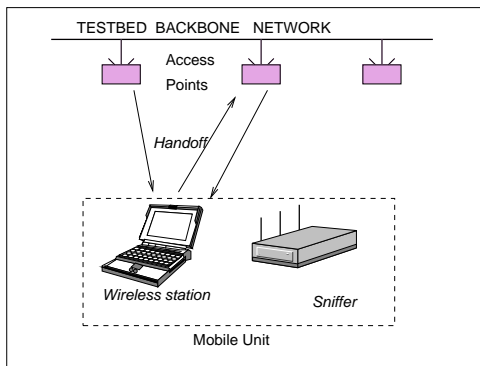 TESTBED BACKBONE NETWORK
Access
Points
Handoff
Wireless station
Sniffer
Mobile Unit